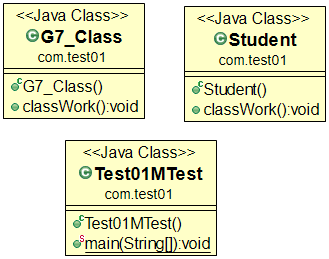 <<Java Class>>
G7_Class
com.test01
G7_Class()
classWork():void
<<Java Class>>
Student
com.test01
Student()
classWork():void
<<Java Class>>
Test01MTest
com.test01
Test01MTest()
main(String[]):void